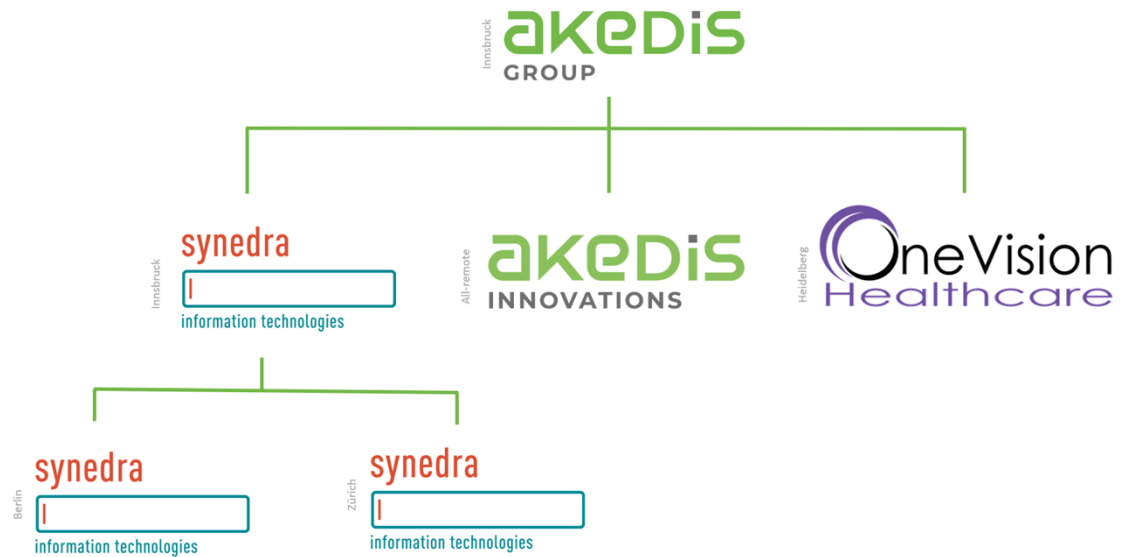 Innsbruck
aKeDiS
GROUP
Innsbruck
synedra
information technologies
All-remote
aKeDiS
INNOVATIONS
Heidelberg
OneVision
Healthcare
Berlin
synedra
information technologies
Zürich
synedra
information technologies